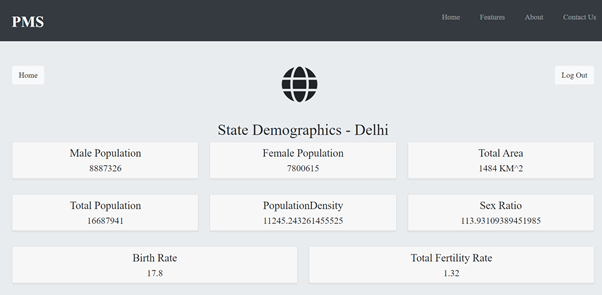 PMS
Home Features About Contact Us
Home
Log Out
State Demographics - Delhi
Male Population Female Population Total Area
8887326 7800615 1484 KM^2
Total Population PopulationDensity Sex Ratio
16687941 11245.243261455525 113.93109389451985
Birth Rate Total Fertility Rate
17.8 1.32